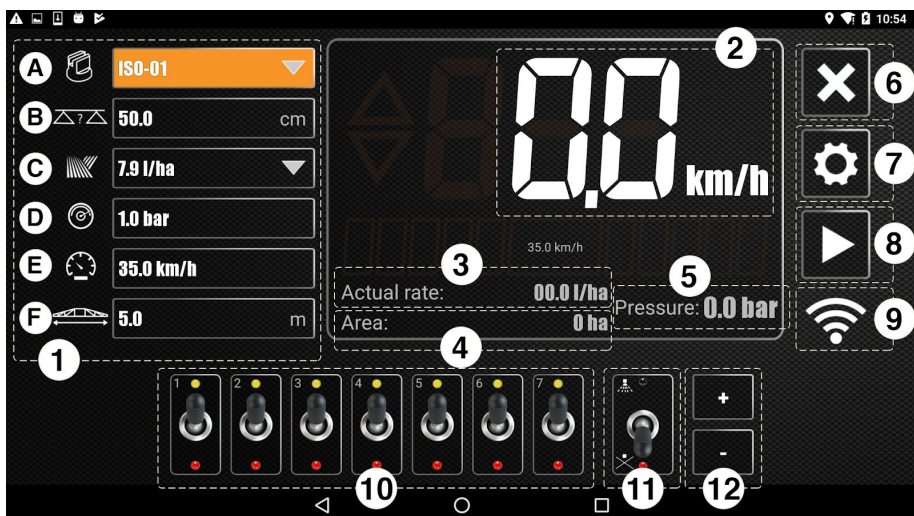 10:54
A ISO-01
B ? 50.0 cm
C 7.9 l/ha
D 1.0 bar
E 35.0 km/h
F 5.0 m
1
2
0.0 km/h
35.0 km/h
3
Actual rate: 00.0 l/ha
Area: 0 ha
4
5
Pressure: 0.0 bar
6
7
8
9
1 2 3 4 5 6 7
10
11
+
-
12